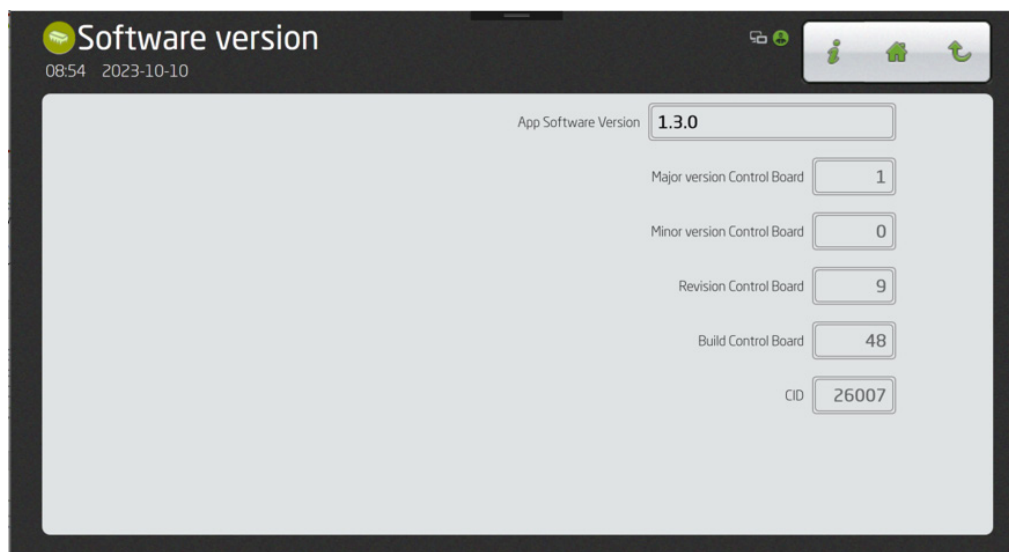 Software version
08:54 2023-10-10
App Software Version 1.3.0
Major version Control Board 1
Minor version Control Board 0
Revision Control Board 9
Build Control Board 48
CID 26007